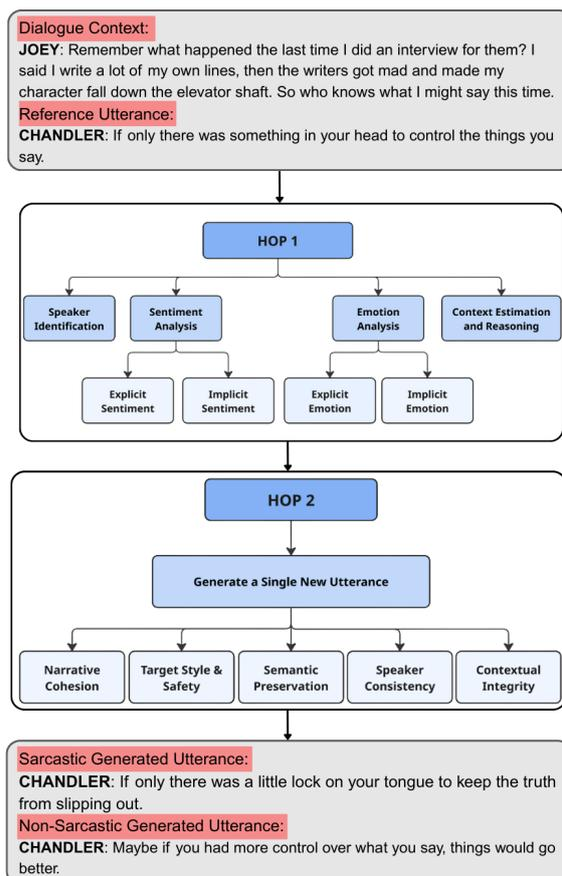 Dialogue Context:
JOEY: Remember what happened the last time I did an interview for them? I
said I write a lot of my own lines, then the writers got mad and made my
character fall down the elevator shaft. So who knows what I might say this time.
Reference Utterance:
CHANDLER: If only there was something in your head to control the things you
say.
HOP 1
Speaker
Identification
Sentiment
Analysis
Emotion
Analysis
Context Estimation
and Reasoning
Explicit
Sentiment
Implicit
Sentiment
Explicit
Emotion
Implicit
Emotion
HOP 2
Generate a Single New Utterance
Narrative
Cohesion
Target Style &
Safety
Semantic
Preservation
Speaker
Consistency
Contextual
Integrity
Sarcastic Generated Utterance:
CHANDLER: If only there was a little lock on your tongue to keep the truth
from slipping out.
Non-Sarcastic Generated Utterance:
CHANDLER: Maybe if you had more control over what you say, things would go
better.